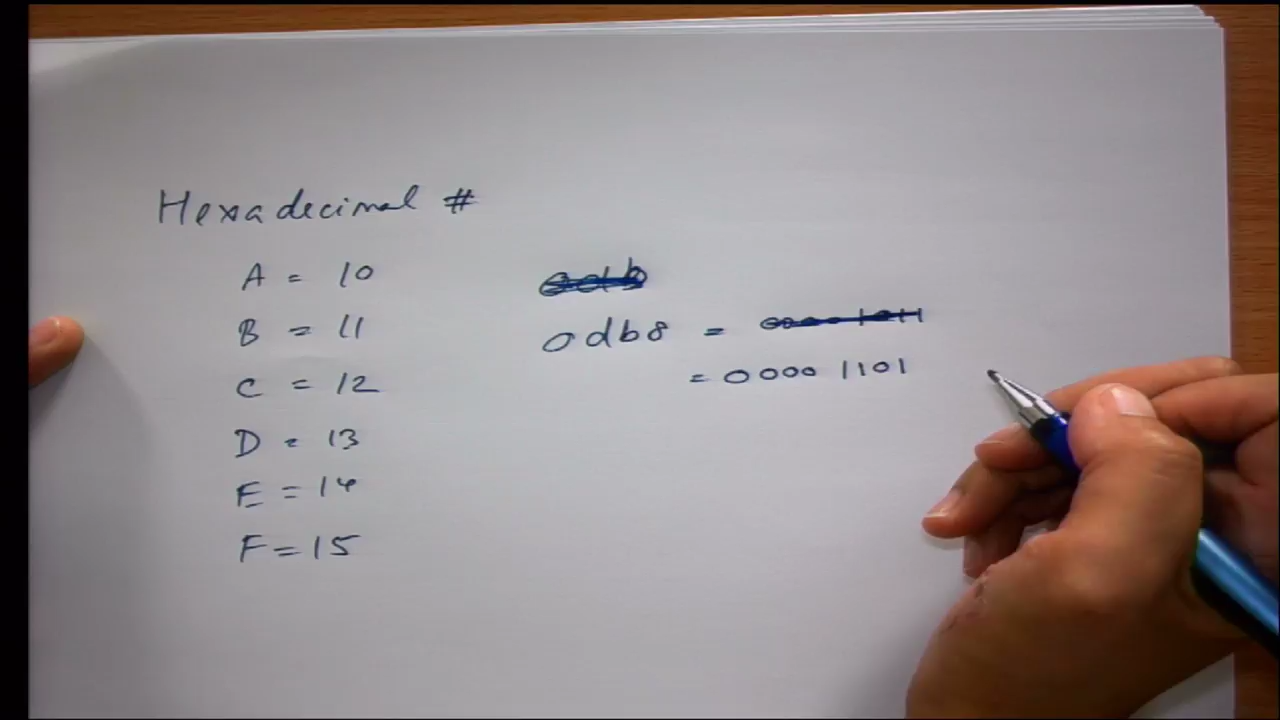 Hexadecimal #
A = 10
B = 11
C = 12
D = 13
E = 14
F = 15
0db8 =
= 0000 1101